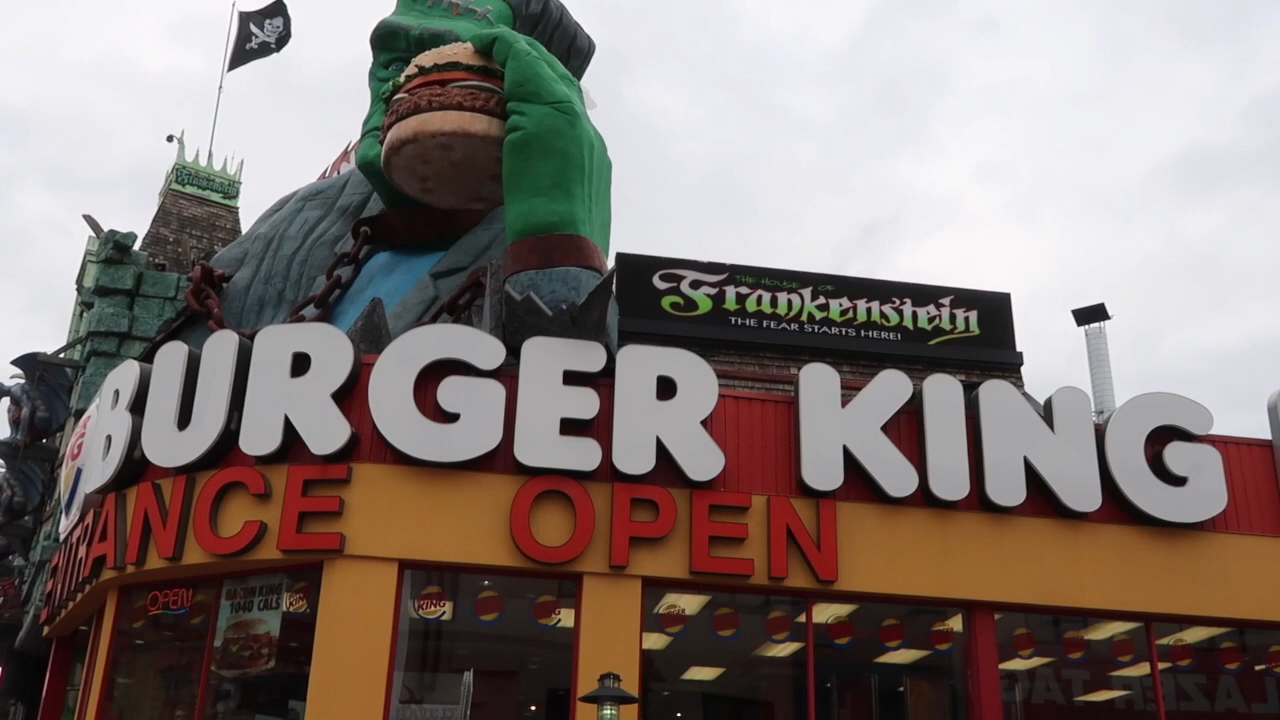 Frankenstein
THE HOUSE OF
Frankenstein
THE FEAR STARTS HERE!
BURGER KING
ENTRANCE OPEN
OPEN!
BACON KING
1040 CALS
KING
KING